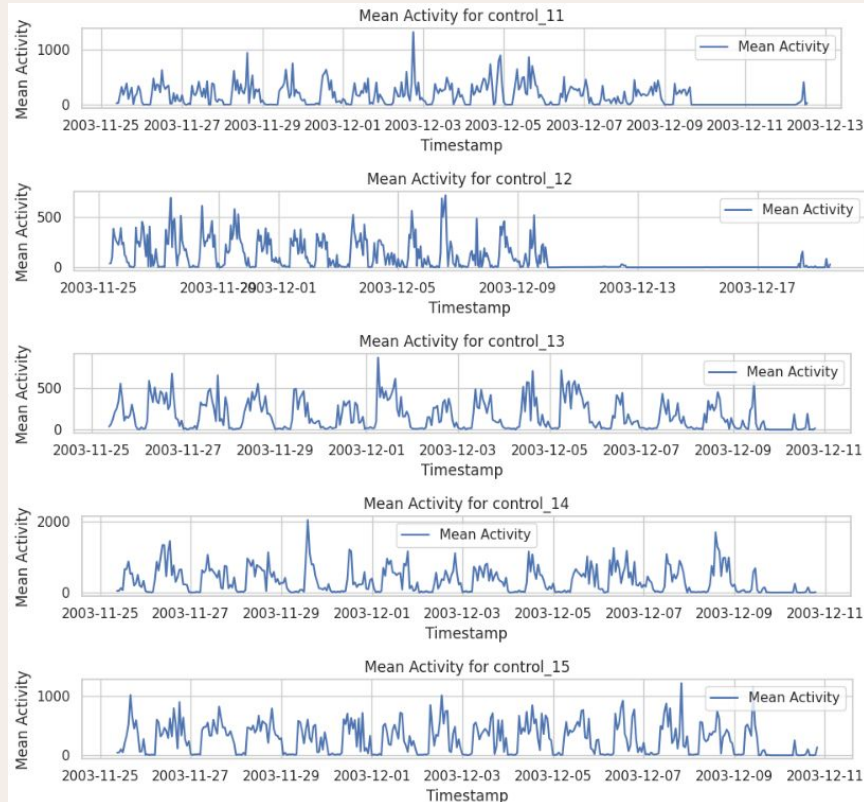 Mean Activity for control_11
Mean Activity
1000
0
Mean Activity
2003-11-25 2003-11-27 2003-11-29 2003-12-01 2003-12-03 2003-12-05 2003-12-07 2003-12-09 2003-12-11 2003-12-13
Timestamp
Mean Activity for control_12
Mean Activity
500
0
Mean Activity
2003-11-25 2003-11-29 2003-12-01 2003-12-05 2003-12-09 2003-12-13 2003-12-17
Timestamp
Mean Activity for control_13
Mean Activity
500
0
Mean Activity
2003-11-25 2003-11-27 2003-11-29 2003-12-01 2003-12-03 2003-12-05 2003-12-07 2003-12-09 2003-12-11
Timestamp
Mean Activity for control_14
Mean Activity
2000
0
Mean Activity
2003-11-25 2003-11-27 2003-11-29 2003-12-01 2003-12-03 2003-12-05 2003-12-07 2003-12-09 2003-12-11
Timestamp
Mean Activity for control_15
Mean Activity
1000
0
Mean Activity
2003-11-25 2003-11-27 2003-11-29 2003-12-01 2003-12-03 2003-12-05 2003-12-07 2003-12-09 2003-12-11
Timestamp